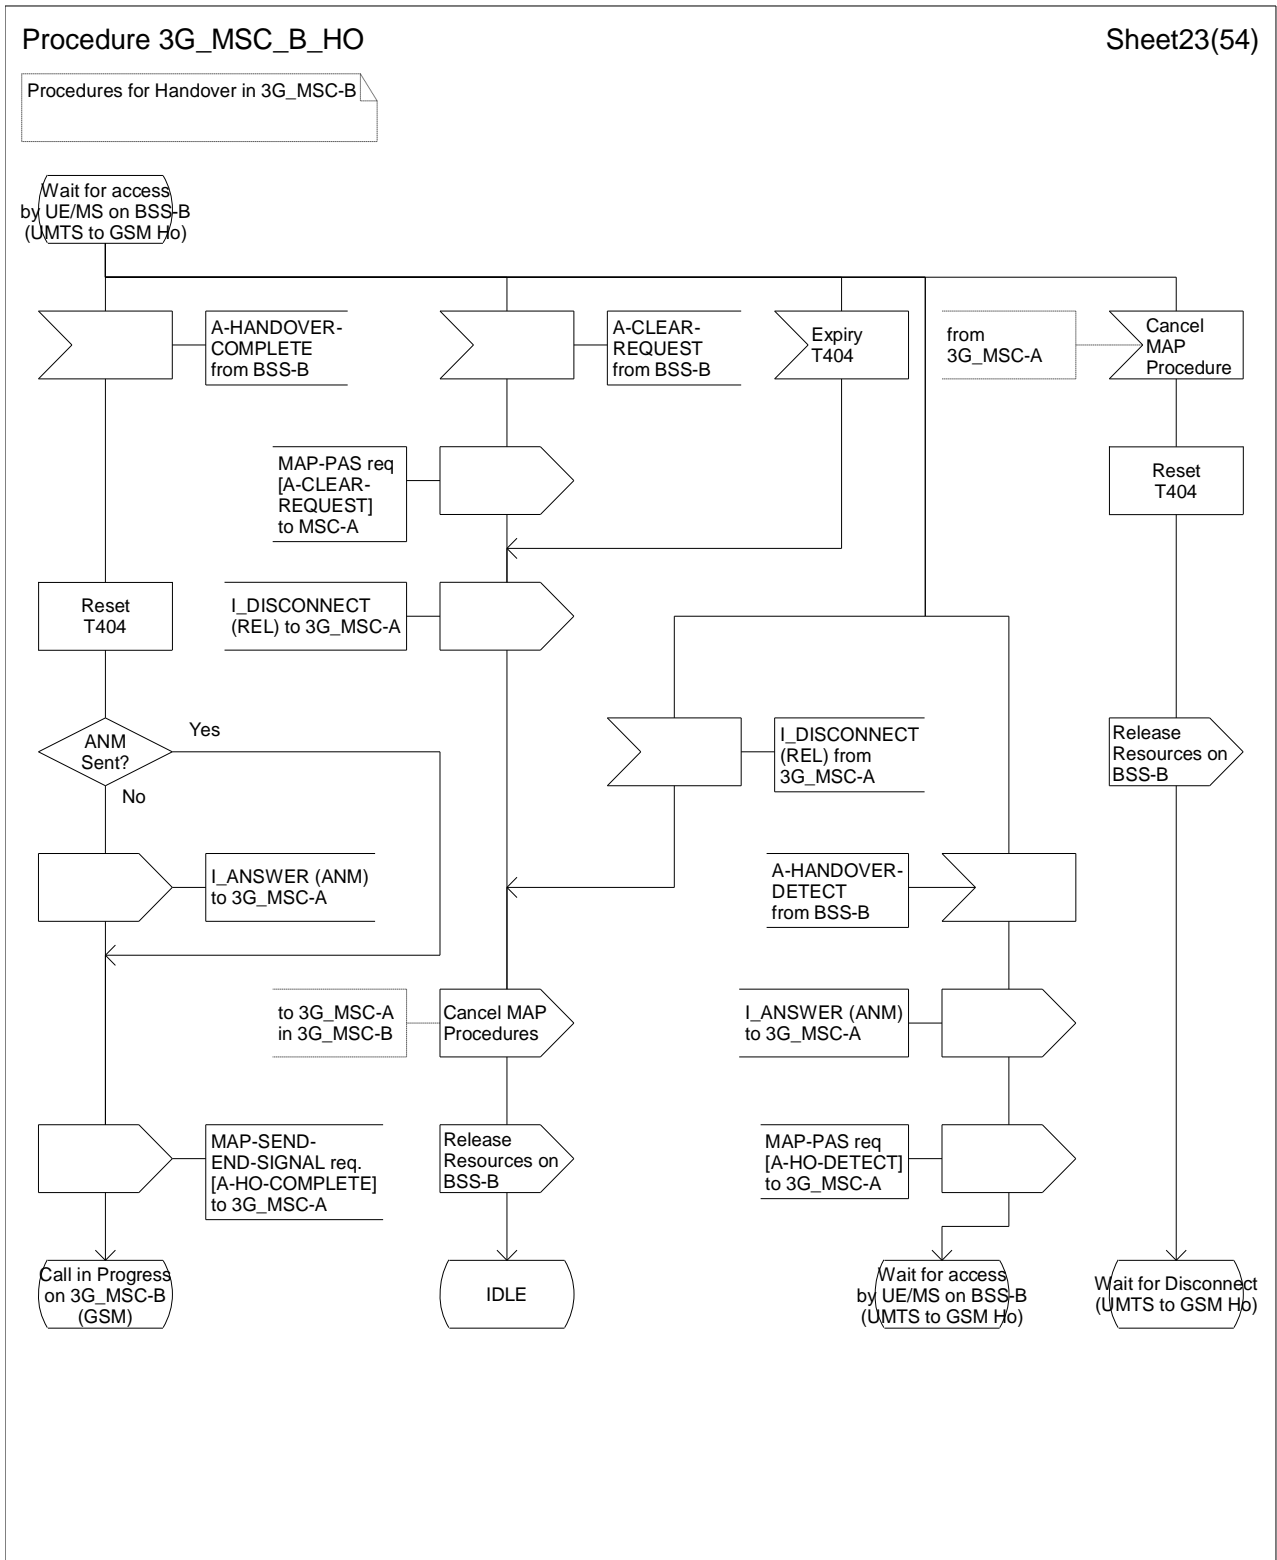 Procedure 3G_MSC_B_HO
Sheet23(54)
Procedures for Handover in 3G_MSC-B
Wait for access
by UE/MS on BSS-B
(UMTS to GSM Ho)
A-HANDOVER-
COMPLETE
from BSS-B
A-CLEAR-
REQUEST
from BSS-B
Expiry
T404
from
3G_MSC-A
Cancel
MAP
Procedure
MAP-PAS req
[A-CLEAR-
REQUEST]
to MSC-A
Reset
T404
Reset
T404
I_DISCONNECT
(REL) to 3G_MSC-A
ANM
Sent?
Yes
No
I_DISCONNECT
(REL) from
3G_MSC-A
Release
Resources on
BSS-B
I_ANSWER (ANM)
to 3G_MSC-A
A-HANDOVER-
DETECT
from BSS-B
to 3G_MSC-A
in 3G_MSC-B
Cancel MAP
Procedures
I_ANSWER (ANM)
to 3G_MSC-A
MAP-SEND-
END-SIGNAL req.
[A-HO-COMPLETE]
to 3G_MSC-A
Release
Resources on
BSS-B
MAP-PAS req
[A-HO-DETECT]
to 3G_MSC-A
Call in Progress
on 3G_MSC-B
(GSM)
IDLE
Wait for access
by UE/MS on BSS-B
(UMTS to GSM Ho)
Wait for Disconnect
(UMTS to GSM Ho)